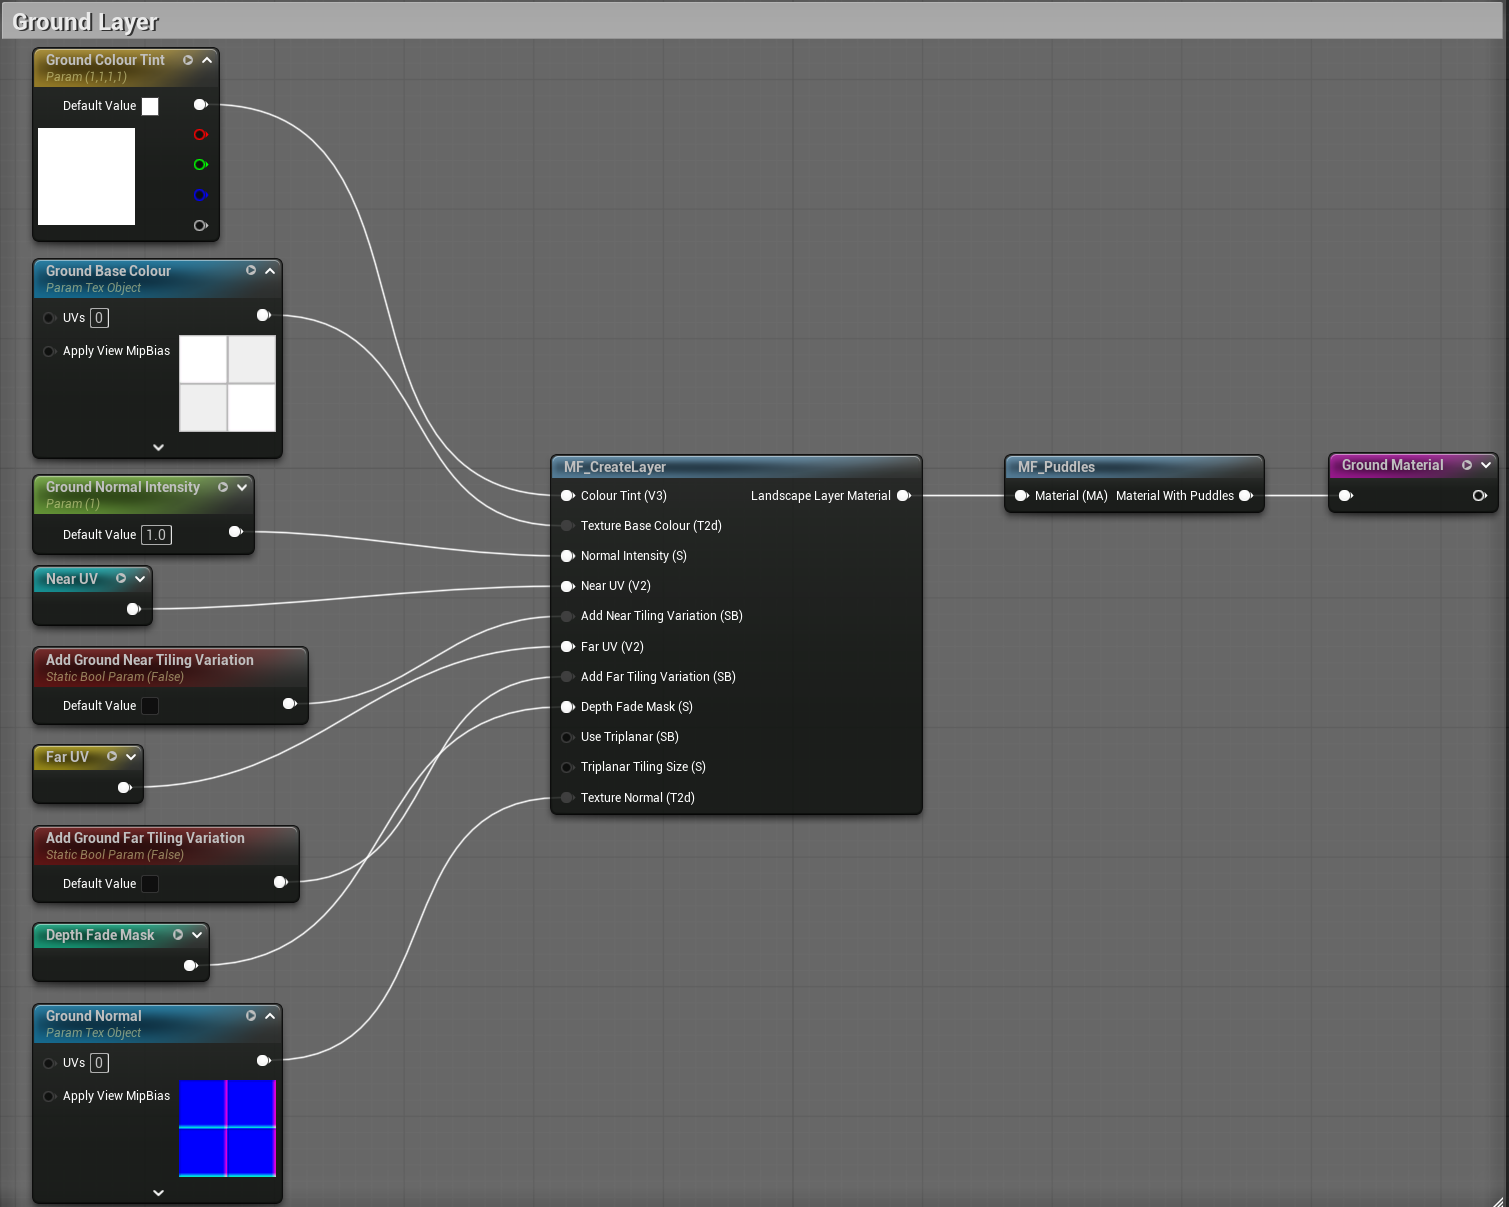 Ground Layer
Ground Colour Tint
Param (1,1,1,1)
Default Value
Ground Base Colour
Param Tex Object
UVs 0
Apply View MipBias
Ground Normal Intensity
Param (1)
Default Value 1.0
Near UV
Add Ground Near Tiling Variation
Static Bool Param (False)
Default Value
Far UV
Add Ground Far Tiling Variation
Static Bool Param (False)
Default Value
Depth Fade Mask
Ground Normal
Param Tex Object
UVs 0
Apply View MipBias
MF_CreateLayer
Colour Tint (V3) Landscape Layer Material
Texture Base Colour (T2d)
Normal Intensity (S)
Near UV (V2)
Add Near Tiling Variation (SB)
Far UV (V2)
Add Far Tiling Variation (SB)
Depth Fade Mask (S)
Use Triplanar (SB)
Triplanar Tiling Size (S)
Texture Normal (T2d)
MF_Puddles
Material (MA) Material With Puddles
Ground Material